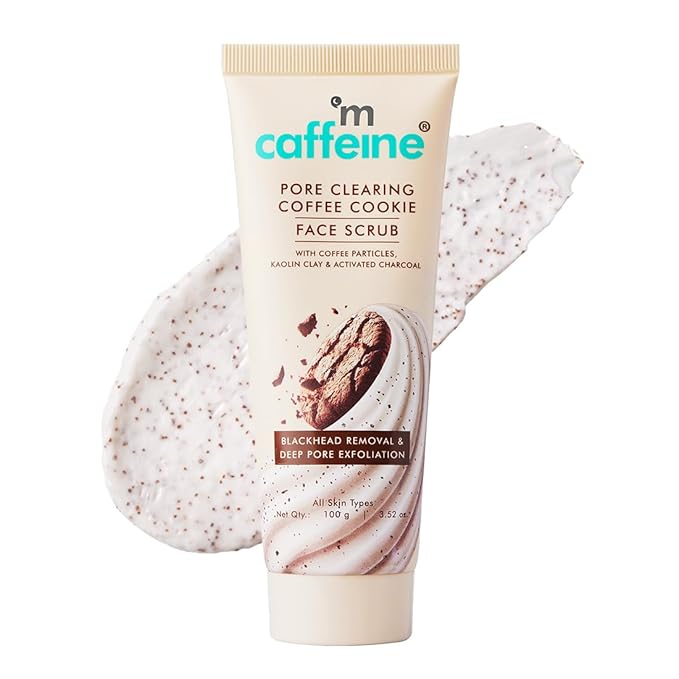 'm
caffeine®
PORE CLEARING
COFFEE COOKIE
FACE SCRUB
WITH COFFEE PARTICLES,
KAOLIN CLAY & ACTIVATED CHARCOAL
BLACKHEAD REMOVAL &
DEEP PORE EXFOLIATION
All Skin Types
Net Qty.: 100 g | 3.52 oz.